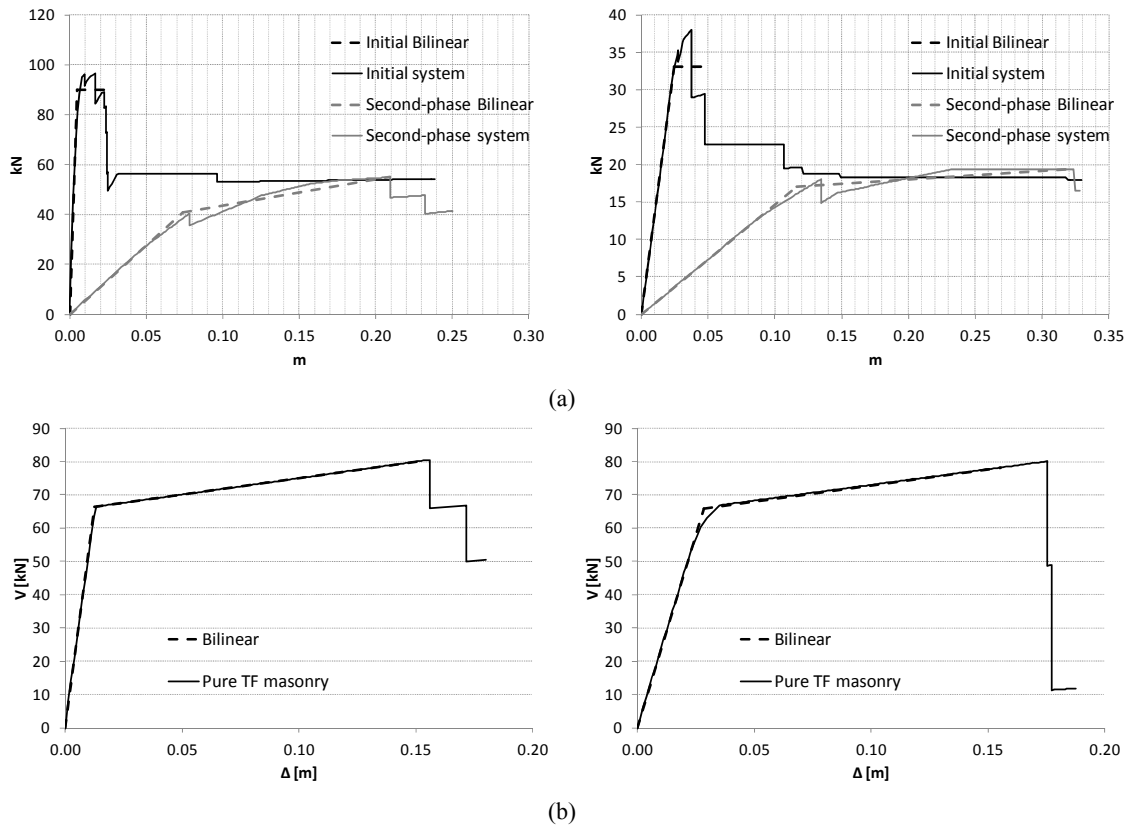 120
100
80
60
40
20
0
kN
Initial Bilinear
Initial system
Second-phase Bilinear
Second-phase system
0.00 0.05 0.10 0.15 0.20 0.25 0.30
m
40
35
30
25
20
15
10
5
0
kN
Initial Bilinear
Initial system
Second-phase Bilinear
Second-phase system
0.00 0.05 0.10 0.15 0.20 0.25 0.30 0.35
m
(a)
90
80
70
60
50
40
30
20
10
0
V [kN]
Bilinear
Pure TF masonry
0.00 0.05 0.10 0.15 0.20
Δ [m]
90
80
70
60
50
40
30
20
10
0
V [kN]
Bilinear
Pure TF masonry
0.00 0.05 0.10 0.15 0.20
Δ [m]
(b)